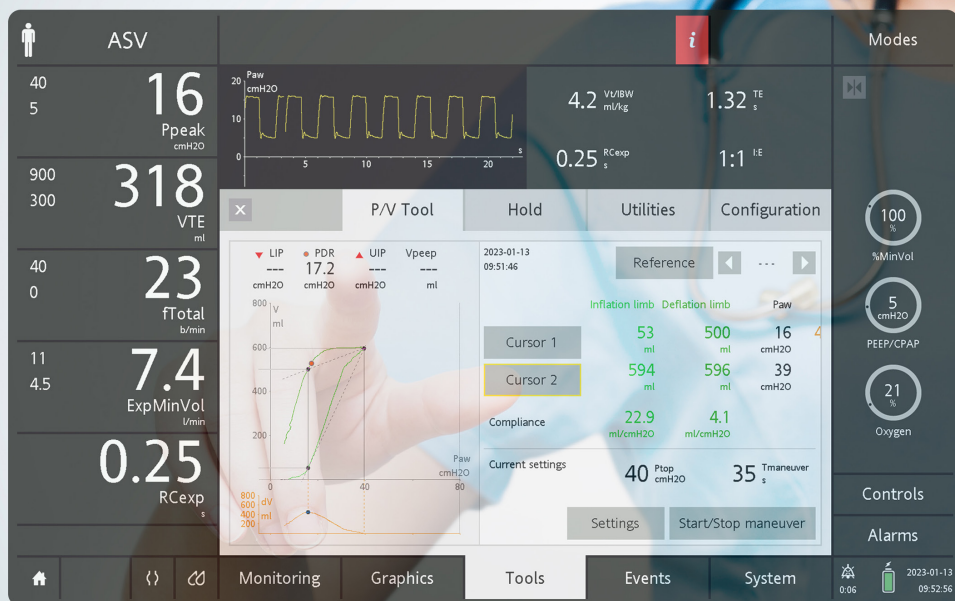 ASV
i
Modes
40
5
16
Ppeak
cmH2O
900
300
318
VTE
ml
40
0
23
fTotal
b/min
11
4.5
7.4
ExpMinVol
l/min
0.25
RCexp
s
Paw
cmH2O
20
10
0
5 10 15 20
s
4.2 Vt/IBW
ml/kg
1.32 TE
s
0.25 RCexp
s
1:1 I:E
X
P/V Tool
Hold
Utilities
Configuration
LIP PDR UIP Vpeep
--- 17.2 --- ---
cmH2O cmH2O cmH2O ml
800
V
ml
600
400
200
Paw
cmH2O
0 40 80
800
600
400
200
dV
ml
2023-01-13
09:51:46
Reference
---
Inflation limb Deflation limb Paw
Cursor 1
53 500 16
ml ml cmH2O
Cursor 2
594 596 39
ml ml cmH2O
Compliance
22.9 4.1
ml/cmH2O ml/cmH2O
Current settings
40 Ptop
cmH2O
35 Tmaneuver
s
Settings
Start/Stop maneuver
100
%
%MinVol
5
cmH2O
PEEP/CPAP
21
%
Oxygen
Controls
Alarms
Monitoring
Graphics
Tools
Events
System
0:06
2023-01-13
09:52:56